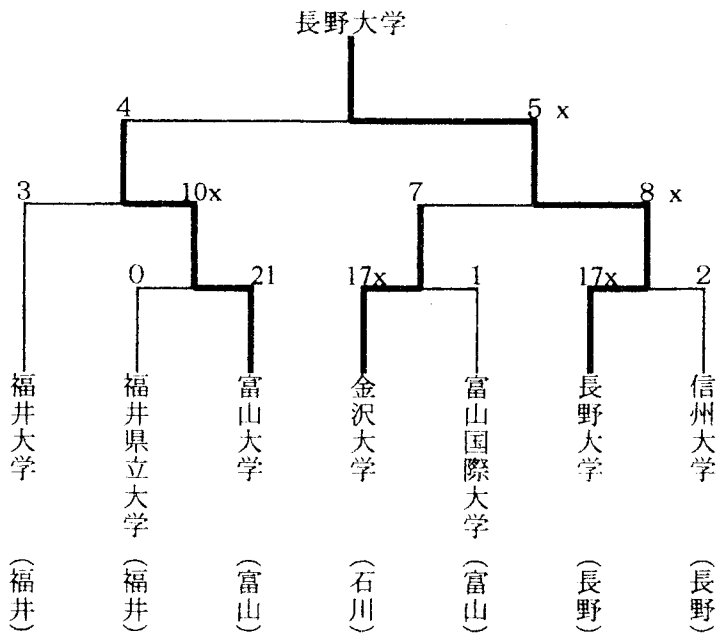 長野大学
4
5 x
3
10x
7
8 x
0
21
17x
1
17x
2
福井大学 (福井)
福井県立大学 (福井)
富山大学 (富山)
金沢大学 (石川)
富山国際大学 (富山)
長野大学 (長野)
信州大学 (長野)